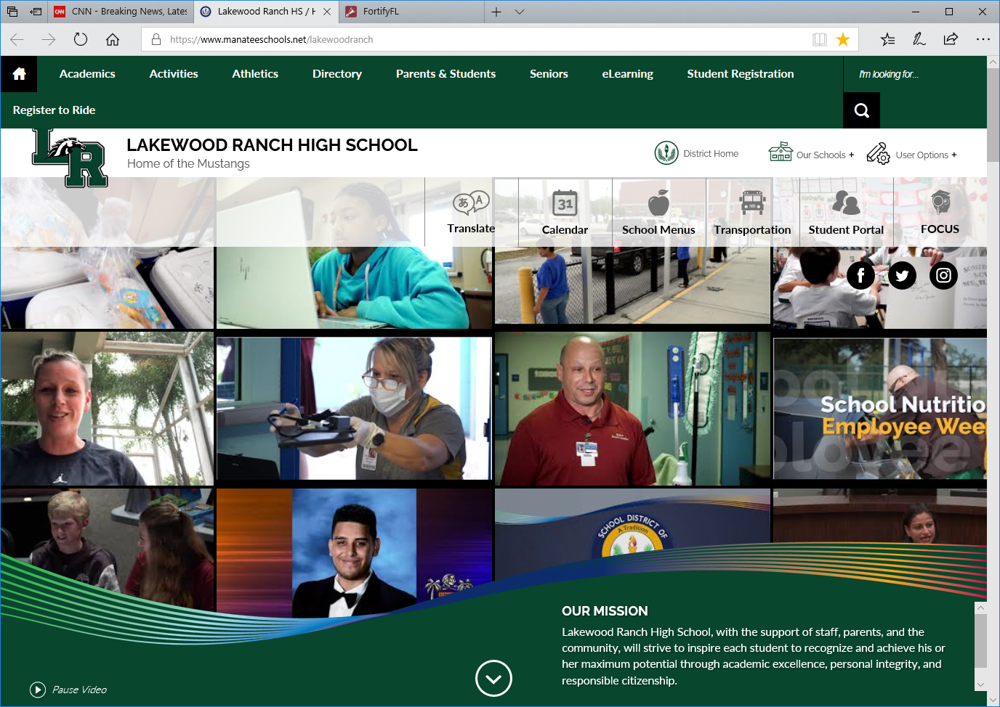 CNN - Breaking News, Lates
Lakewood Ranch HS / H
FortifyFL
https://www.manateeschools.net/lakewoodranch
Academics Activities Athletics Directory Parents & Students Seniors eLearning Student Registration I'm looking for...
Register to Ride
LR
LAKEWOOD RANCH HIGH SCHOOL
Home of the Mustangs
District Home Our Schools + User Options +
あ A
31
Translate Calendar School Menus Transportation Student Portal FOCUS
School Nutritio
Employee Wee
SCHOOL DISTRICT OF
A Tradition
OUR MISSION
Lakewood Ranch High School, with the support of staff, parents, and the
community, will strive to inspire each student to recognize and achieve his or
her maximum potential through academic excellence, personal integrity, and
responsible citizenship.
Pause Video